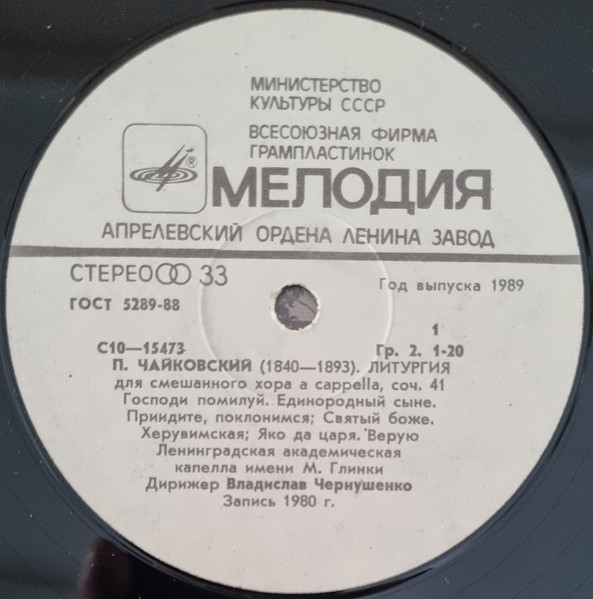 МИНИСТЕРСТВО
КУЛЬТУРЫ СССР
ВСЕСОЮЗНАЯ ФИРМА
ГРАМПЛАСТИНОК
®
МЕЛОДИЯ
АПРЕЛЕВСКИЙ ОРДЕНА ЛЕНИНА ЗАВОД
СТЕРЕО 33
Год выпуска 1989
ГОСТ 5289-88
1
С10—15473 Гр. 2. 1-20
П. ЧАЙКОВСКИЙ (1840—1893). ЛИТУРГИЯ
для смешанного хора a cappella, соч. 41
Господи помилуй. Единородный сыне.
Приидите, поклонимся; Святый боже.
Херувимская; Яко да царя. Верую
Ленинградская академическая
капелла имени М. Глинки
Дирижер Владислав Чернушенко
Запись 1980 г.